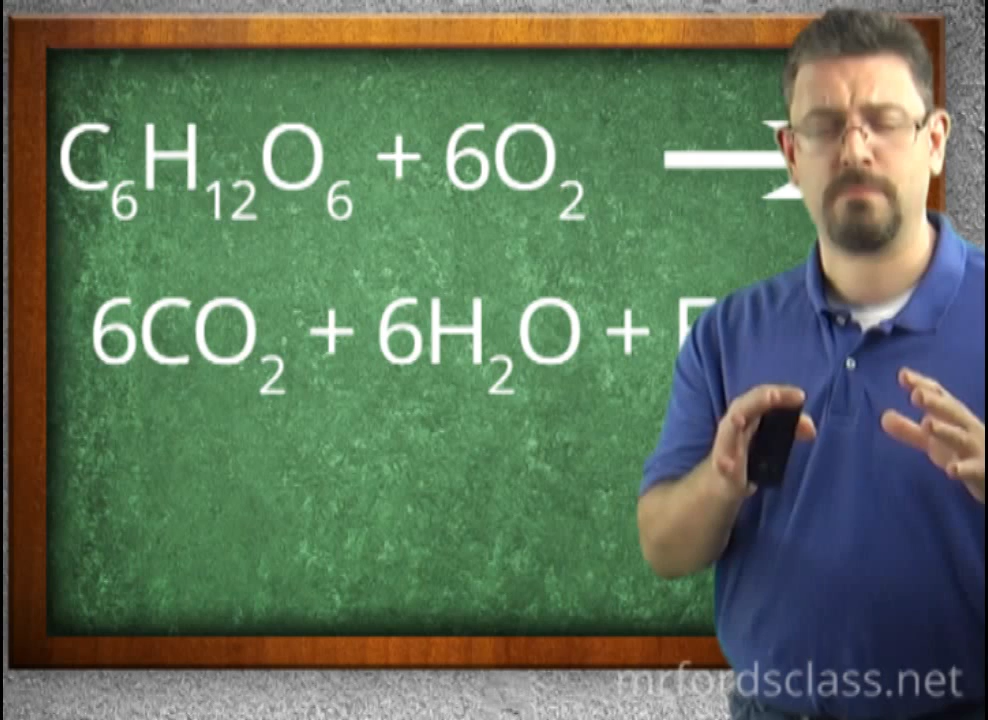 C₆H₁₂O₆ + 6O₂ →
6CO₂ + 6H₂O +
mrfordsclass.net